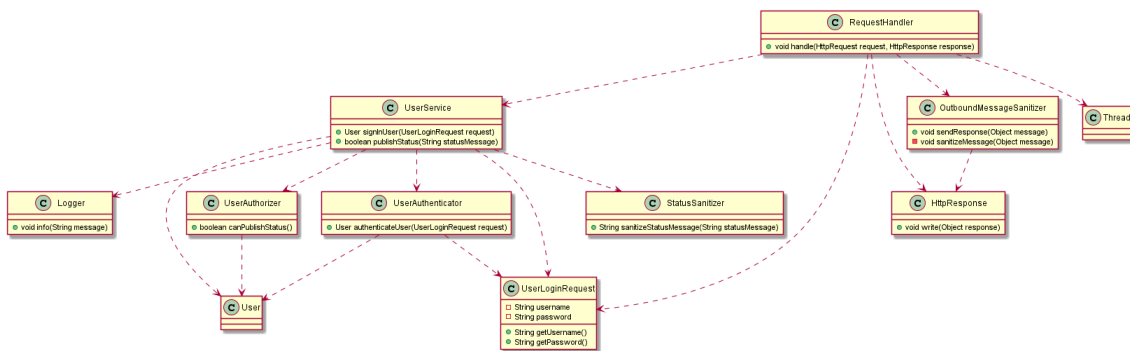 C RequestHandler
void handle(HttpRequest request, HttpResponse response)
C UserService
User signInUser(UserLoginRequest request)
boolean publishStatus(String statusMessage)
C OutboundMessageSanitizer
void sendResponse(Object message)
void sanitizeMessage(Object message)
C Thread
C Logger
void info(String message)
C UserAuthorizer
boolean canPublishStatus()
C UserAuthenticator
User authenticateUser(UserLoginRequest request)
C StatusSanitizer
String sanitizeStatusMessage(String statusMessage)
C HttpResponse
void write(Object response)
C User
C UserLoginRequest
String username
String password
String getUsername()
String getPassword()